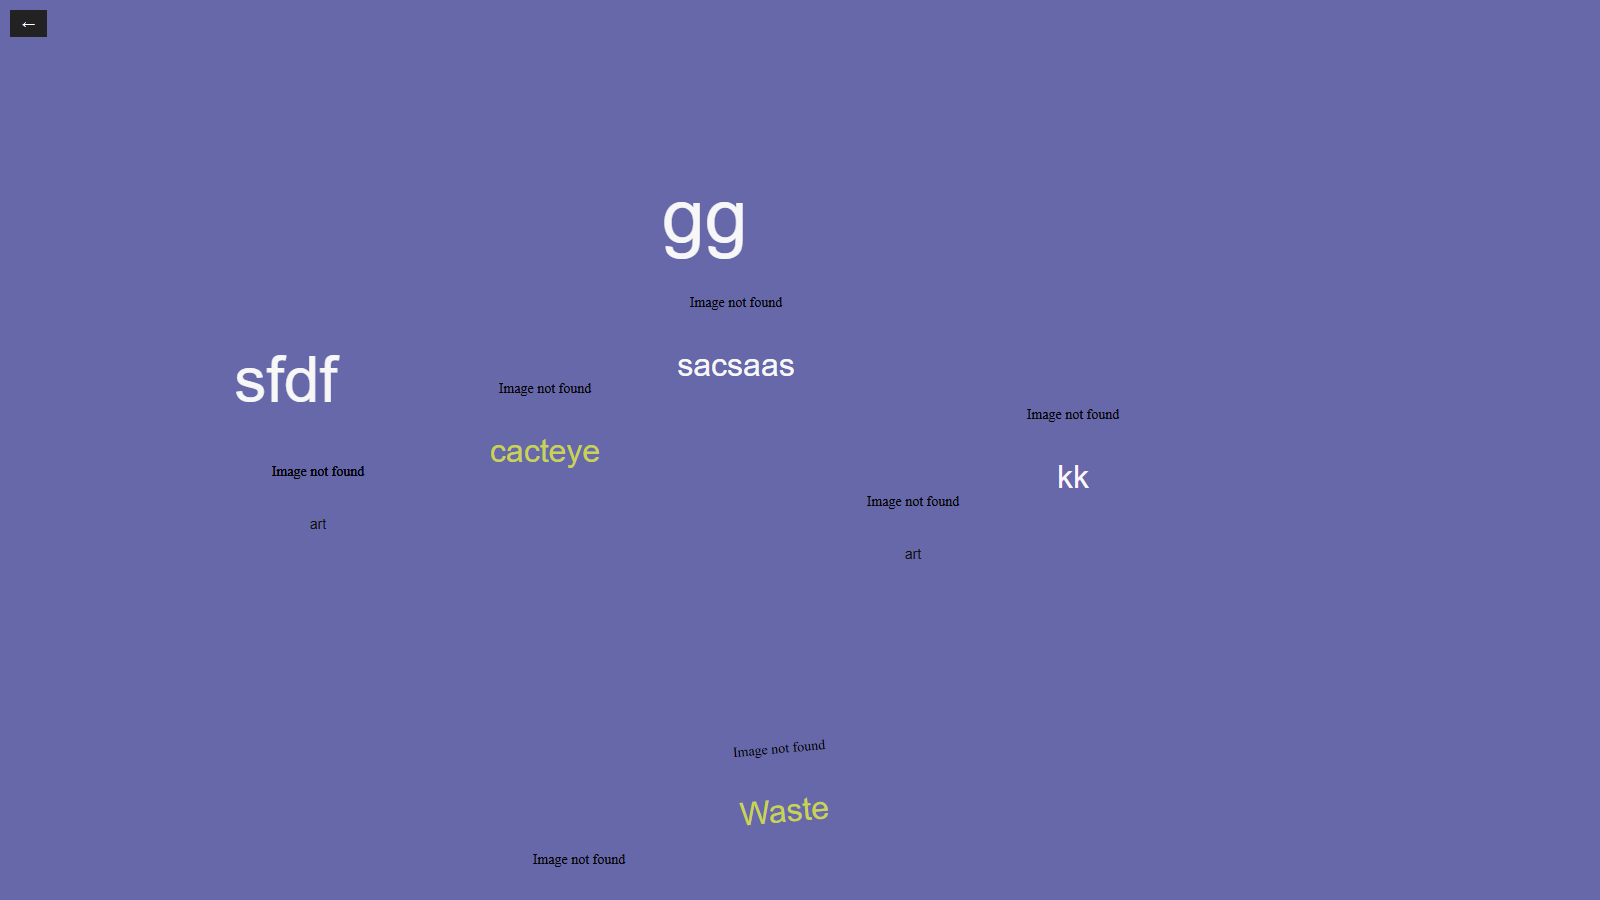 ←
gg
Image not found
sacsaas
sfdf
Image not found
cacteye
Image not found
kk
Image not found
art
Image not found
art
Image not found
Waste
Image not found